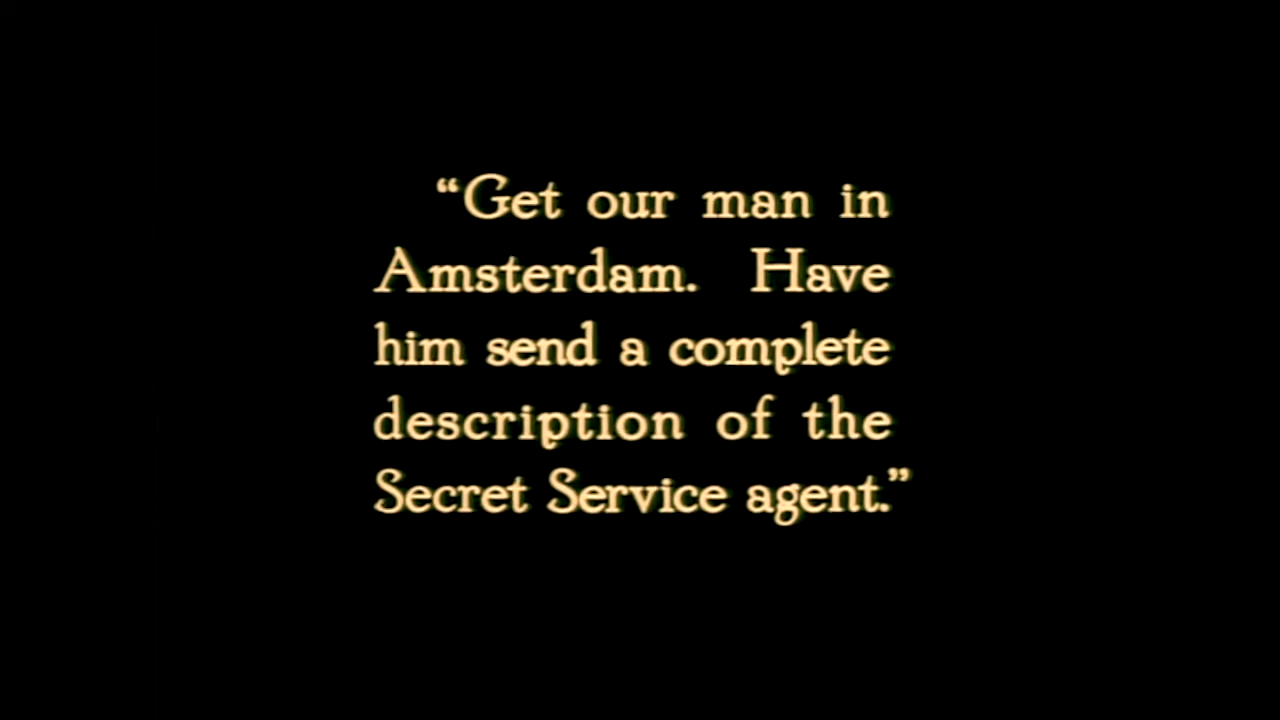 “Get our man in
Amsterdam. Have
him send a complete
description of the
Secret Service agent.”